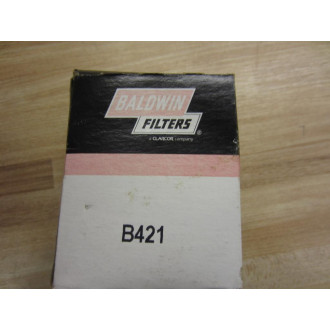 BALDWIN
FILTERS®
a CLARCOR company
B421